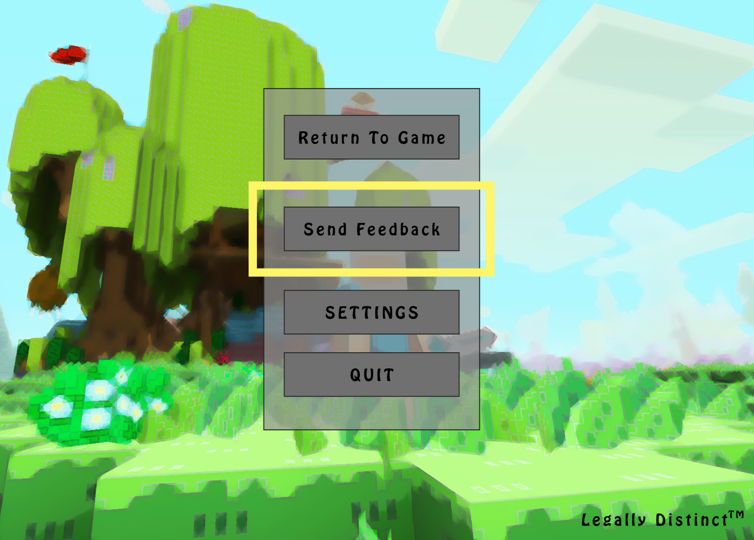 Return To Game
Send Feedback
SETTINGS
QUIT
Legally Distinct™